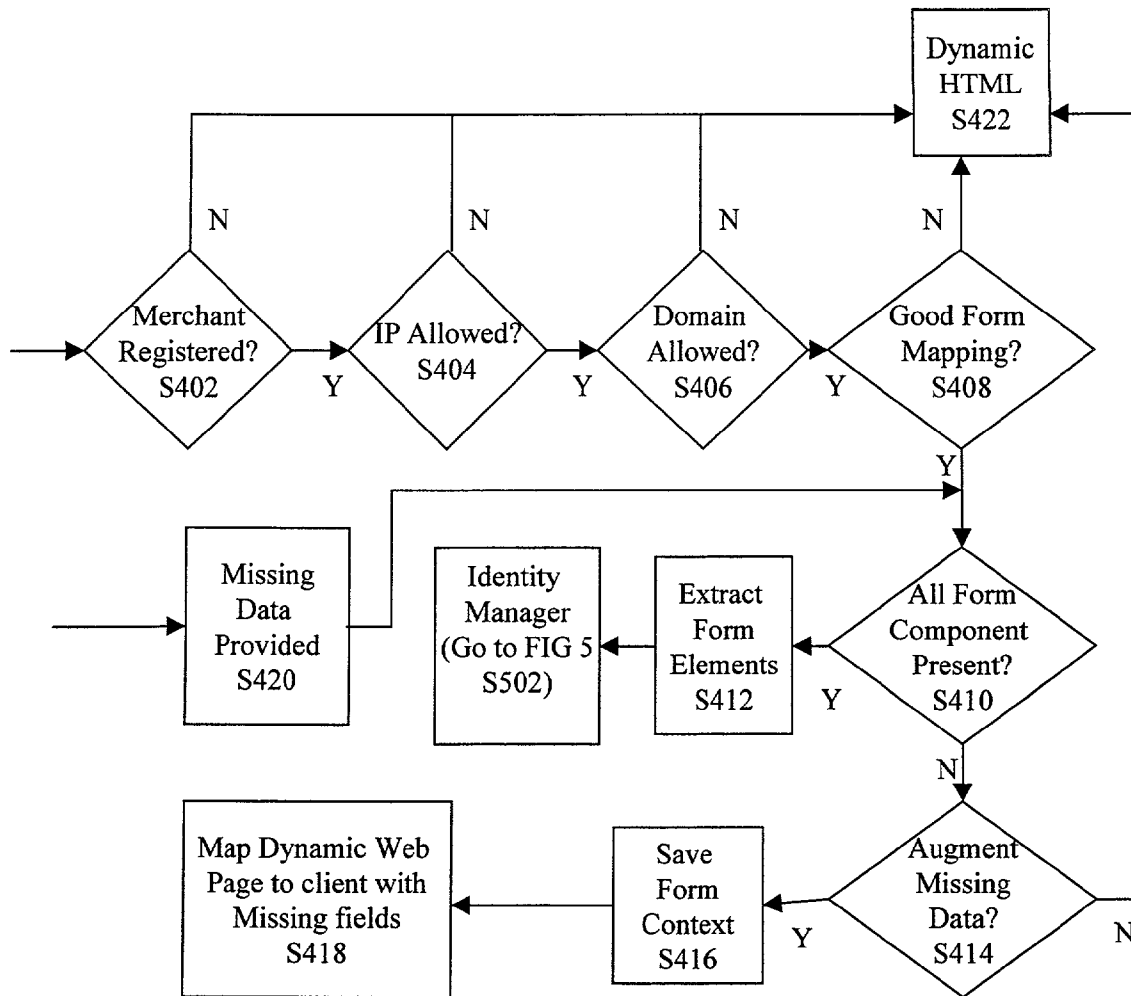 Dynamic
HTML
S422
N
N
N
N
Merchant
Registered?
S402
Y
IP Allowed?
S404
Y
Domain
Allowed?
S406
Y
Good Form
Mapping?
S408
Y
Missing
Data
Provided
S420
Identity
Manager
(Go to FIG 5
S502)
Extract
Form
Elements
S412
Y
All Form
Component
Present?
S410
N
Map Dynamic Web
Page to client with
Missing fields
S418
Save
Form
Context
S416
Y
Augment
Missing
Data?
S414
N